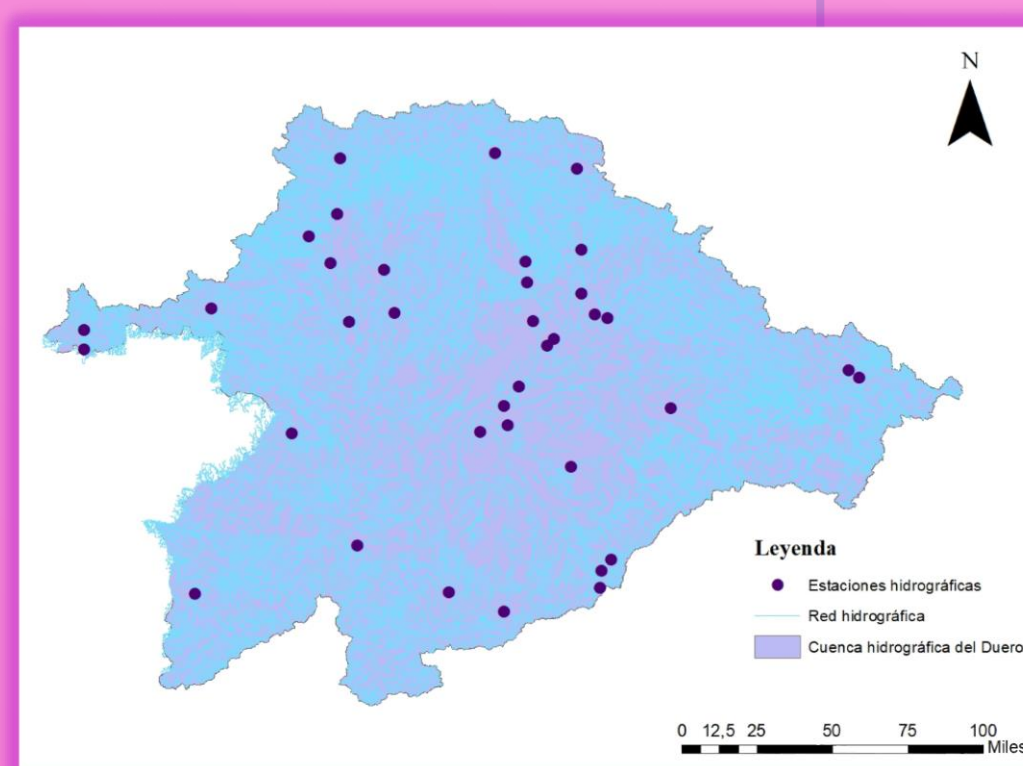 N
Leyenda
Estaciones hidrográficas
Red hidrográfica
Cuenca hidrográfica del Duero
0 12,5 25 50 75 100
Miles